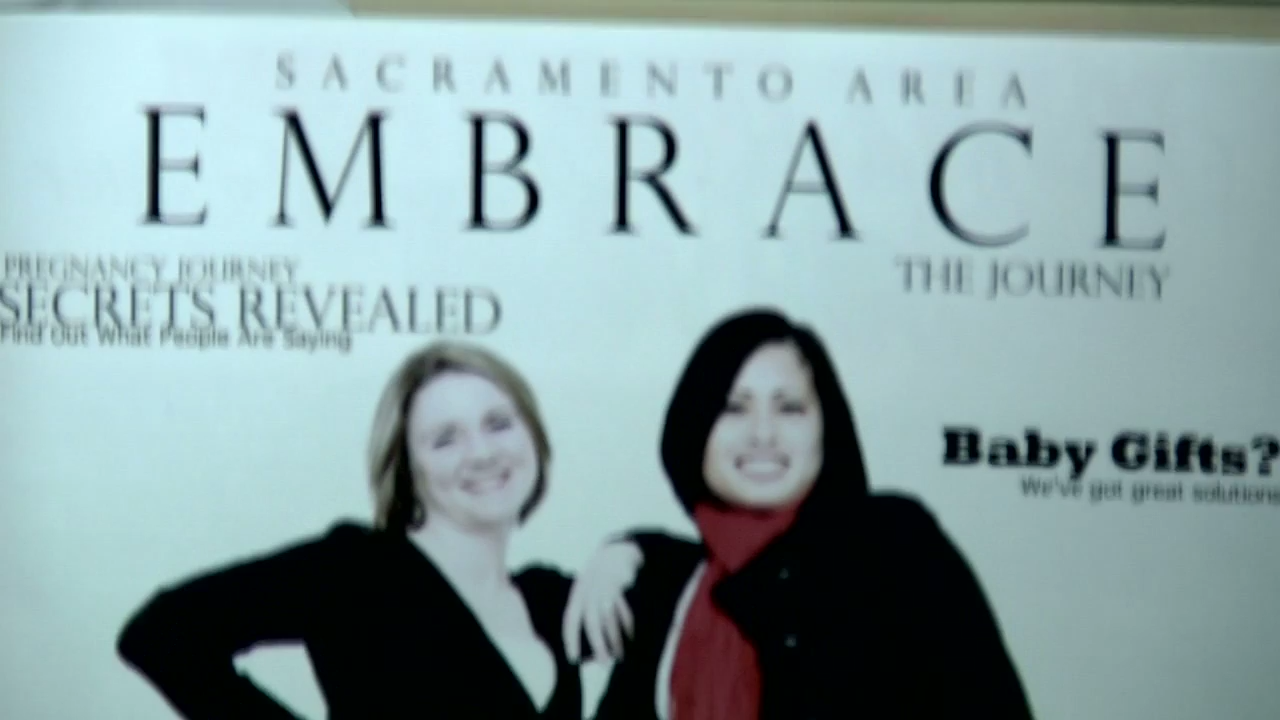 SACRAMENTO AREA
EMBRACE
THE JOURNEY
PREGNANCY JOURNEY
SECRETS REVEALED
Find Out What People Are Saying
Baby Gifts?
We've got great solutions